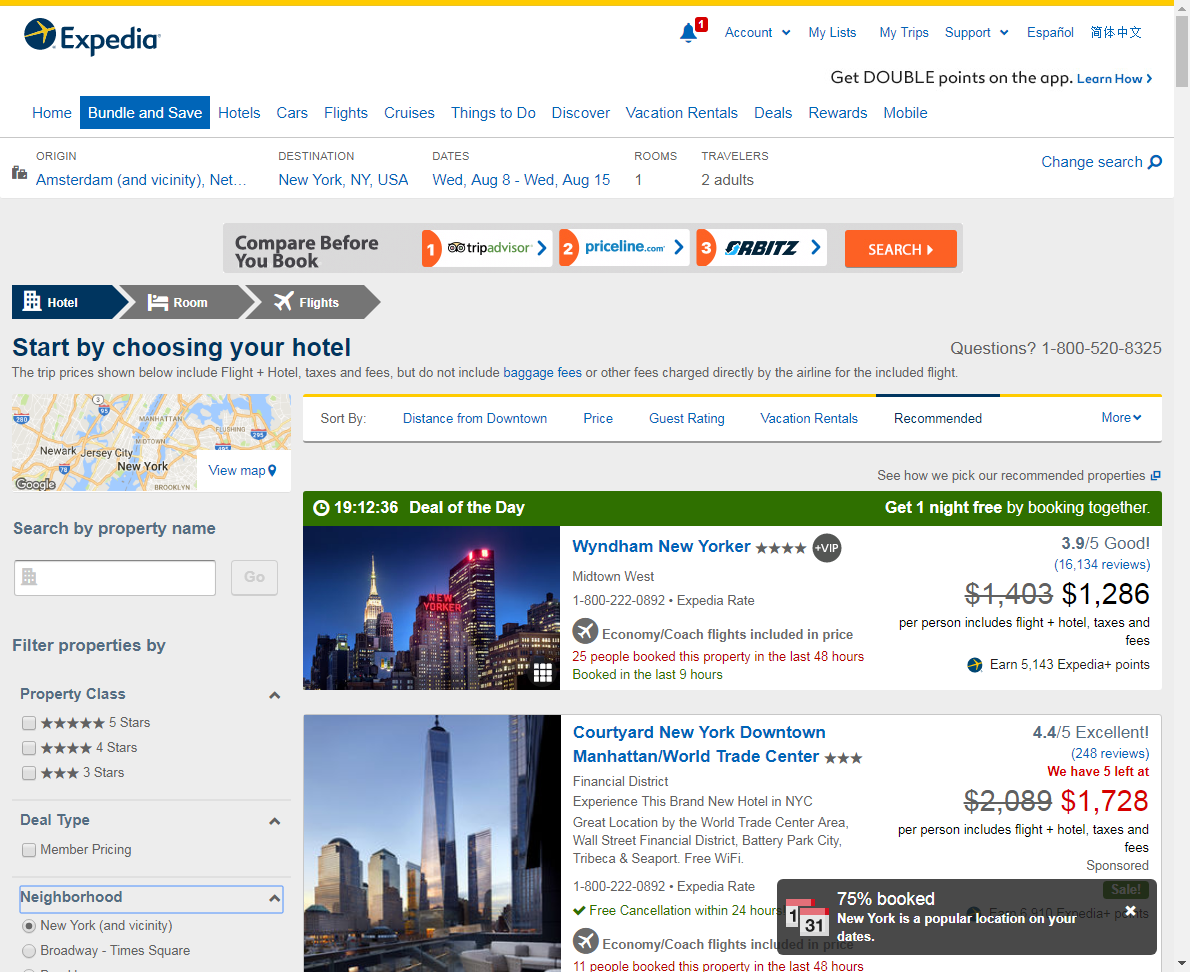 Expedia
1
Account
My Lists
My Trips
Support
Español
简体中文
Get DOUBLE points on the app. Learn How
Home
Bundle and Save
Hotels
Cars
Flights
Cruises
Things to Do
Discover
Vacation Rentals
Deals
Rewards
Mobile
ORIGIN
Amsterdam (and vicinity), Net...
DESTINATION
New York, NY, USA
DATES
Wed, Aug 8 - Wed, Aug 15
ROOMS
1
TRAVELERS
2 adults
Change search
Compare Before
You Book
1 tripadvisor
2 priceline.com
3 ORBITZ
SEARCH
Hotel
Room
Flights
Start by choosing your hotel
Questions? 1-800-520-8325
The trip prices shown below include Flight + Hotel, taxes and fees, but do not include baggage fees or other fees charged directly by the airline for the included flight.
3
95
280
MANHATTAN
FLUSHING
295
MIDTOWN
495
Newark
Jersey City
78
New York
BROOKLYN
Google
View map
Sort By:
Distance from Downtown
Price
Guest Rating
Vacation Rentals
Recommended
More
See how we pick our recommended properties
Search by property name
Go
Filter properties by
Property Class
5 Stars
4 Stars
3 Stars
Deal Type
Member Pricing
Neighborhood
New York (and vicinity)
Broadway - Times Square
19:12:36 Deal of the Day
Get 1 night free by booking together.
NEW
YORKER
Wyndham New Yorker
+VIP
Midtown West
1-800-222-0892 • Expedia Rate
Economy/Coach flights included in price
25 people booked this property in the last 48 hours
Booked in the last 9 hours
3.9/5 Good!
(16,134 reviews)
$1,403 $1,286
per person includes flight + hotel, taxes and
fees
Earn 5,143 Expedia+ points
Courtyard New York Downtown
Manhattan/World Trade Center
Financial District
Experience This Brand New Hotel in NYC
Great Location by the World Trade Center Area,
Wall Street Financial District, Battery Park City,
Tribeca & Seaport. Free WiFi.
1-800-222-0892 • Expedia Rate
Free Cancellation within 24 hours
Economy/Coach flights included in price
11 people booked this property in the last 48 hours
4.4/5 Excellent!
(248 reviews)
We have 5 left at
$2,089 $1,728
per person includes flight + hotel, taxes and
fees
Sponsored
Sale!
Earn 6,910 Expedia+ points
1
31
75% booked
New York is a popular location on your
dates.